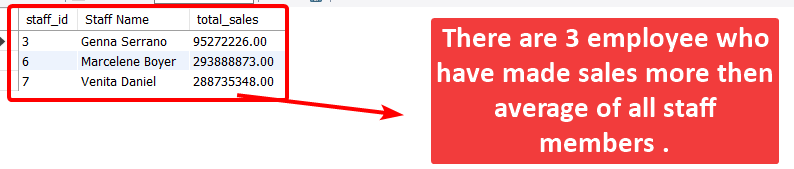 staff_id Staff Name total_sales
3 Genna Serrano 95272226.00
6 Marcelene Boyer 293888873.00
7 Venita Daniel 288735348.00
There are 3 employee who
have made sales more then
average of all staff
members .